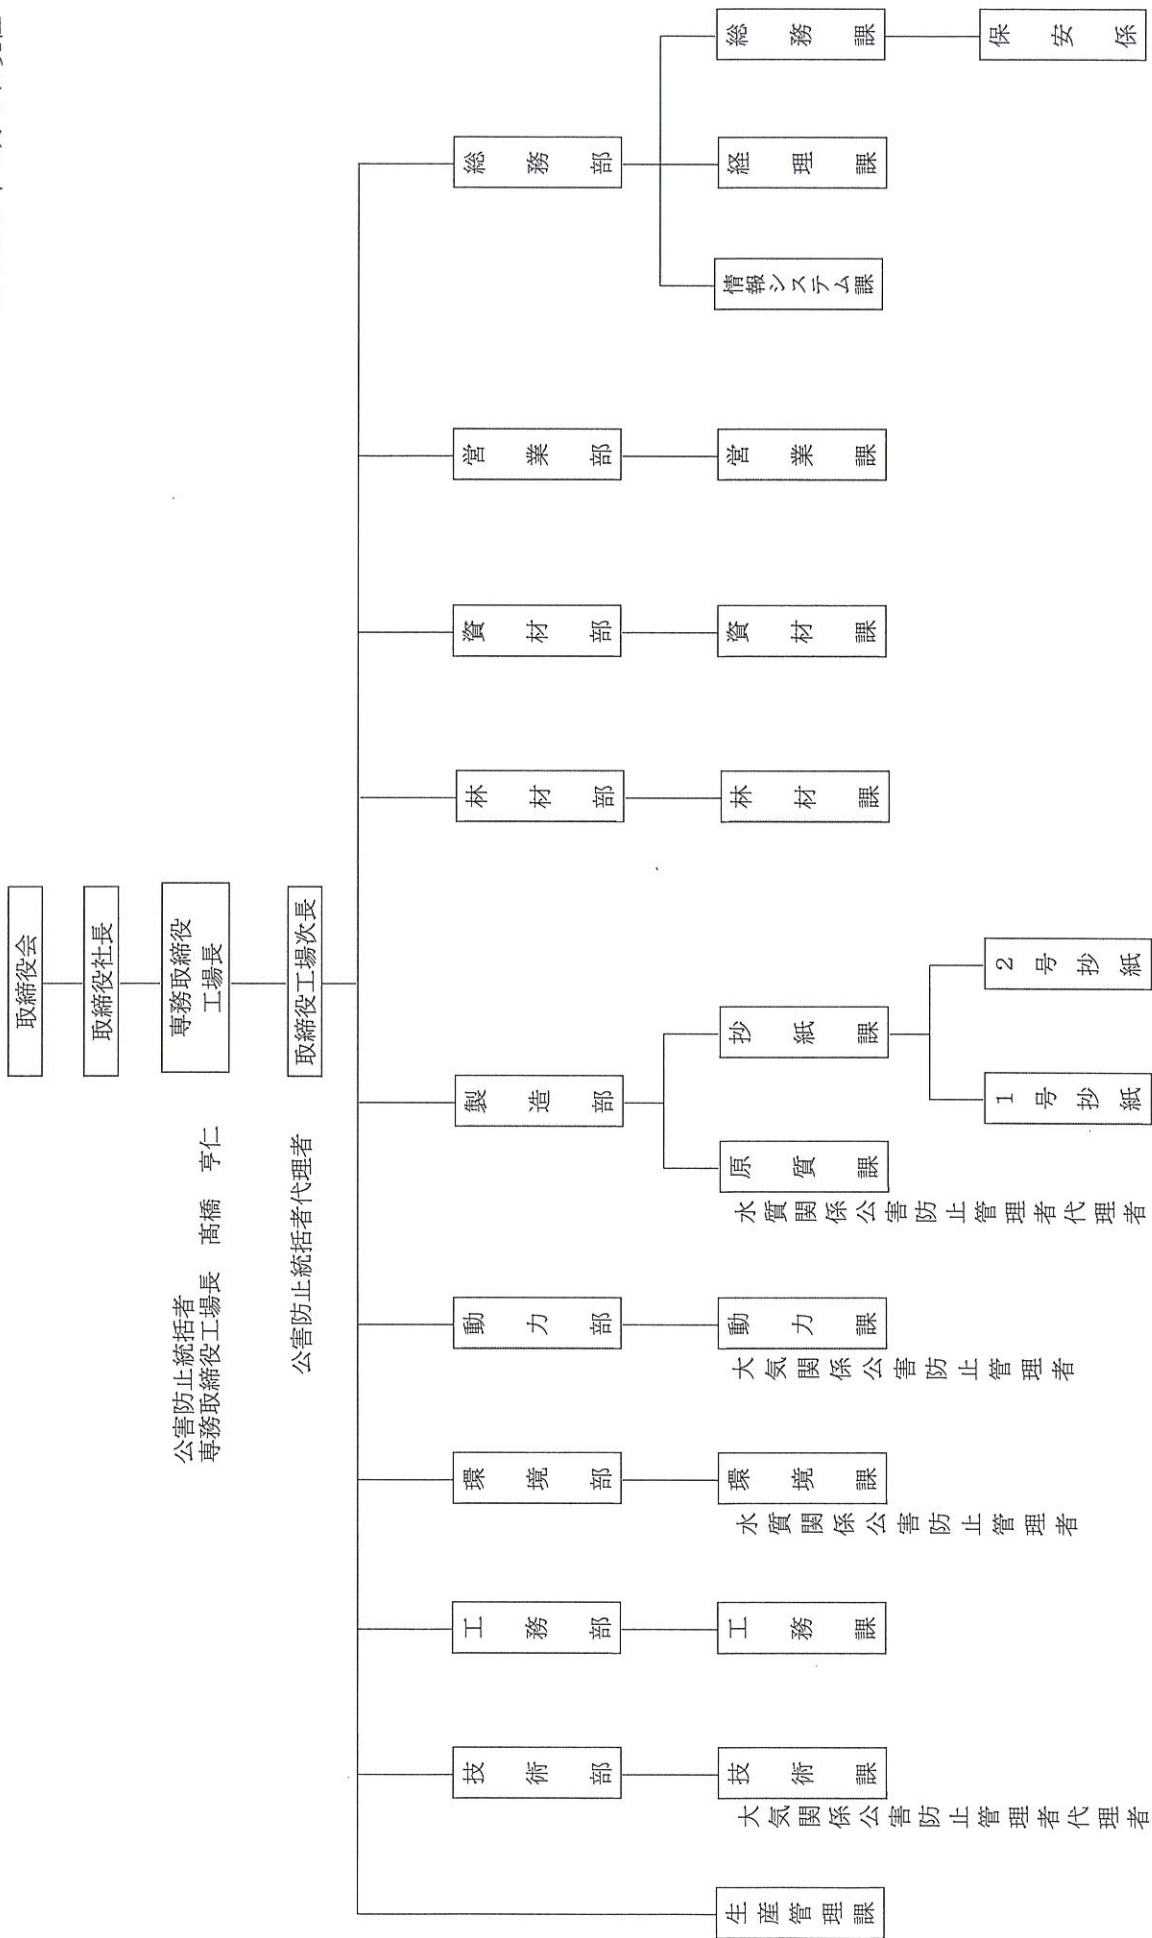 取締役会
取締役社長
専務取締役
工場長
公害防止統括者
専務取締役工場長 髙橋 亨仁
取締役工場次長
公害防止統括者代理者
技術部
工務部
環境部
動力部
製造部
林材部
資材部
営業部
総務部
生産管理課
技術課
大気関係公害防止管理者代理者
工務課
環境課
水質関係公害防止管理者
動力課
大気関係公害防止管理者
原質課
水質関係公害防止管理者代理者
抄紙課
林材課
資材課
営業課
情報システム課
経理課
総務課
1号抄紙
2号抄紙
保安係